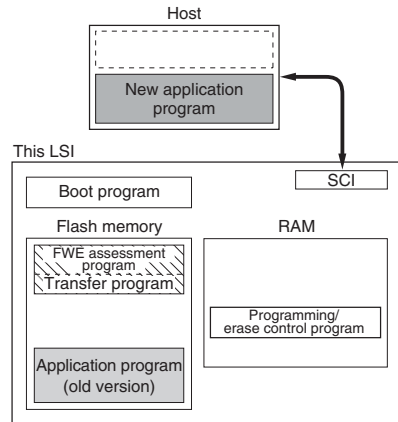 Host
New application
program
This LSI
SCI
Boot program
Flash memory
RAM
FWE assessment
program
Transfer program
Programming/
erase control program
Application program
(old version)